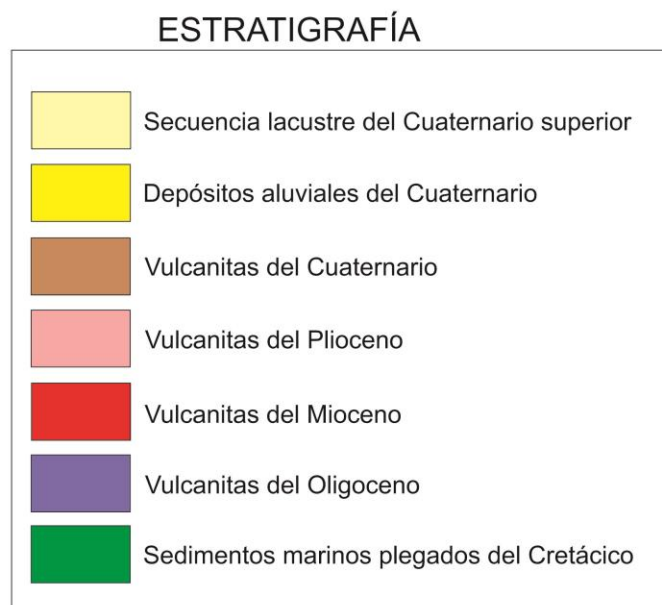 ESTRATIGRAFÍA
Secuencia lacustre del Cuaternario superior
Depósitos aluviales del Cuaternario
Vulcanitas del Cuaternario
Vulcanitas del Plioceno
Vulcanitas del Mioceno
Vulcanitas del Oligoceno
Sedimentos marinos plegados del Cretácico